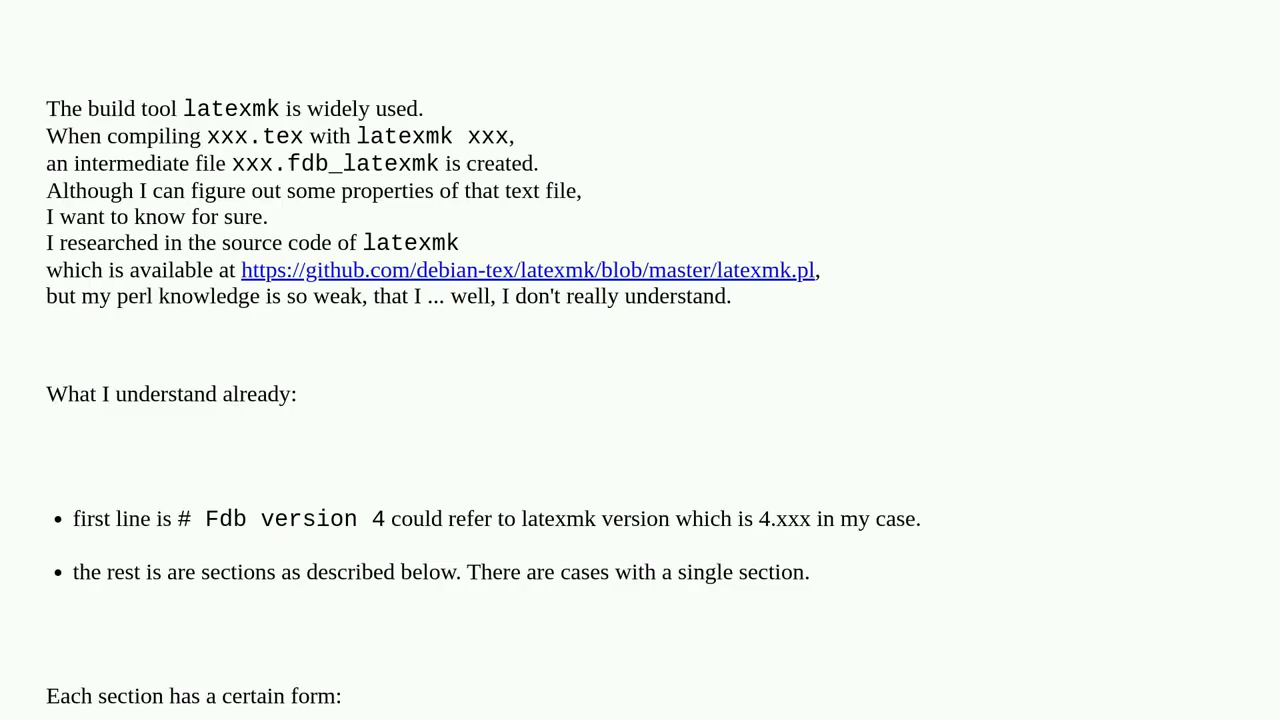 The build tool latexmk is widely used.
When compiling xxx.tex with latexmk xxx,
an intermediate file xxx.fdb_latexmk is created.
Although I can figure out some properties of that text file,
I want to know for sure.
I researched in the source code of latexmk
which is available at https://github.com/debian-tex/latexmk/blob/master/latexmk.pl,
but my perl knowledge is so weak, that I ... well, I don't really understand.
What I understand already:
• first line is # Fdb version 4 could refer to latexmk version which is 4.xxx in my case.
• the rest is are sections as described below. There are cases with a single section.
Each section has a certain form: